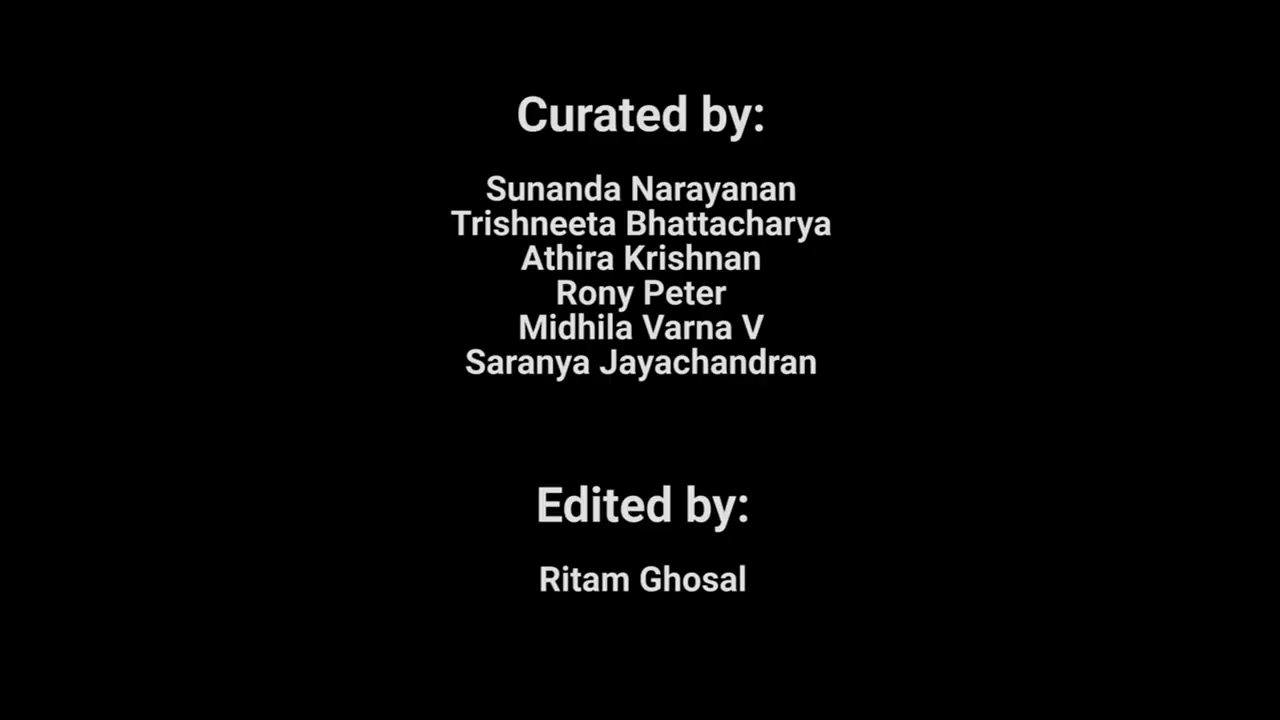 Curated by:
Sunanda Narayanan
Trishneeta Bhattacharya
Athira Krishnan
Rony Peter
Midhila Varna V
Saranya Jayachandran
Edited by:
Ritam Ghosal